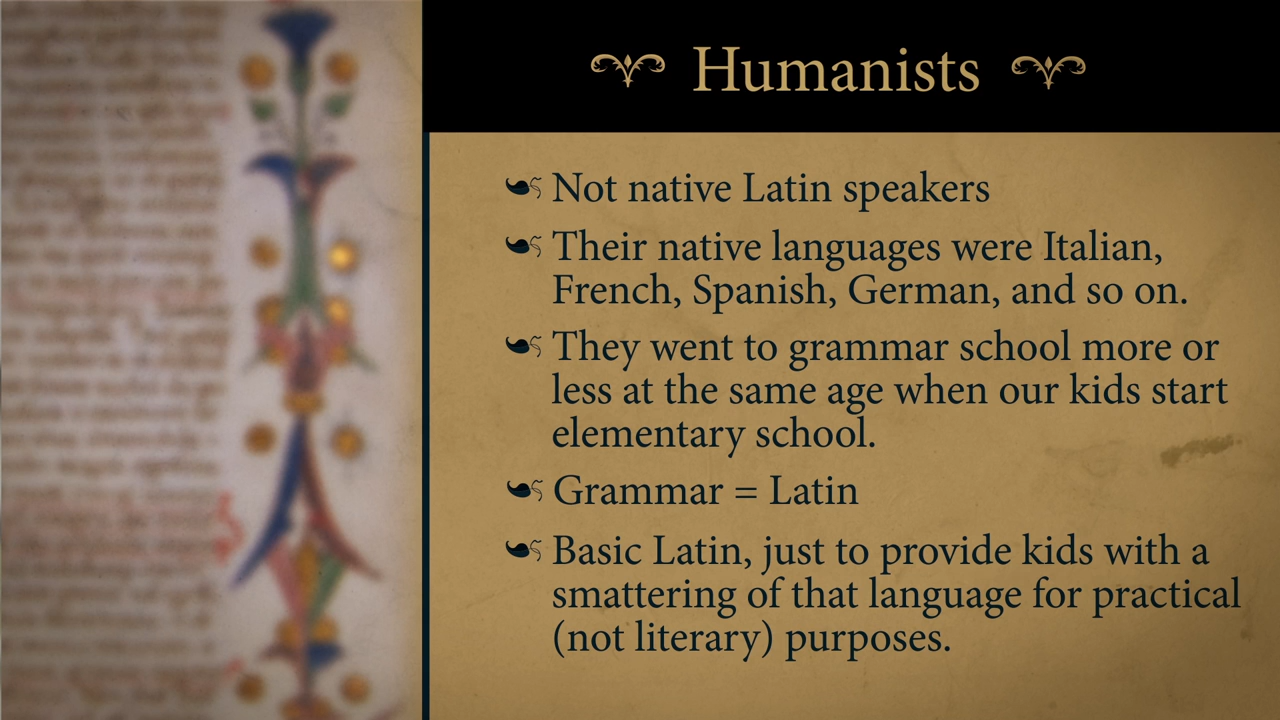 Humanists
Not native Latin speakers
Their native languages were Italian,
French, Spanish, German, and so on.
They went to grammar school more or
less at the same age when our kids start
elementary school.
Grammar = Latin
Basic Latin, just to provide kids with a
smattering of that language for practical
(not literary) purposes.